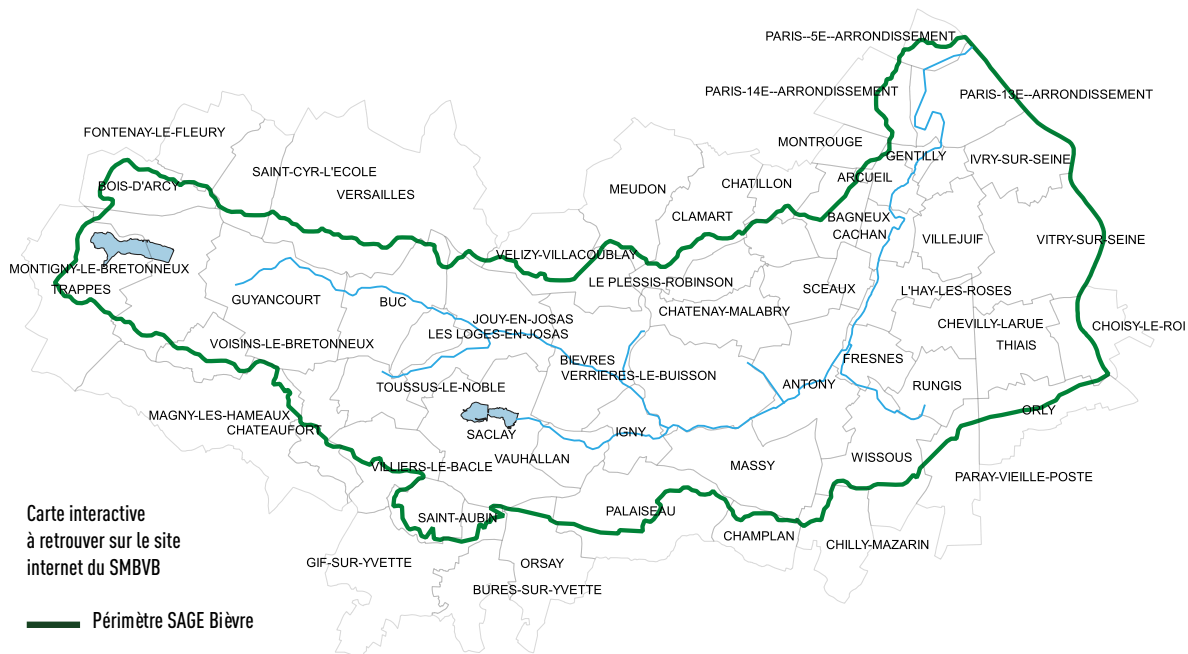 PARIS--5E--ARRONDISSEMENT
PARIS-14E--ARRONDISSEMENT
PARIS-13E--ARRONDISSEMENT
FONTENAY-LE-FLEURY
MONTROUGE
GENTILLY
IVRY-SUR-SEINE
SAINT-CYR-L'ECOLE
ARCUEIL
BOIS-D'ARCY
CHATILLON
MEUDON
VERSAILLES
CLAMART
BAGNEUX
CACHAN
VILLEJUIF
VITRY-SUR-SEINE
VELIZY-VILLACOUBLAY
MONTIGNY-LE-BRETONNEUX
TRAPPES
LE PLESSIS-ROBINSON
SCEAUX
L'HAY-LES-ROSES
GUYANCOURT
BUC
CHATENAY-MALABRY
JOUY-EN-JOSAS
LES LOGES-EN-JOSAS
CHEVILLY-LARUE
CHOISY-LE-ROI
VOISINS-LE-BRETONNEUX
THIAIS
BIEVRES
FRESNES
VERRIERES-LE-BUISSON
ANTONY
RUNGIS
TOUSSUS-LE-NOBLE
ORLY
MAGNY-LES-HAMEAUX
CHATEAUFORT
SACLAY
IGNY
VAUHALLAN
WISSOUS
VILLIERS-LE-BACLE
MASSY
PARAY-VIEILLE-POSTE
PALAISEAU
SAINT-AUBIN
CHAMPLAN
CHILLY-MAZARIN
GIF-SUR-YVETTE
ORSAY
BURES-SUR-YVETTE
Carte interactive
à retrouver sur le site
internet du SMBVB
Périmètre SAGE Bièvre